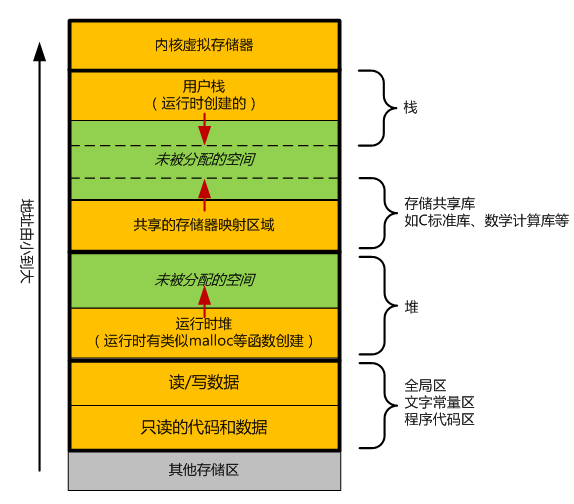 内核虚拟存储器
用户栈
（运行时创建的）
未被分配的空间
共享的存储器映射区域
未被分配的空间
运行时堆
（运行时有类似malloc等函数创建）
读/写数据
只读的代码和数据
其他存储区
地址由小到大
栈
存储共享库
如C标准库、数学计算库等
堆
全局区
文字常量区
程序代码区